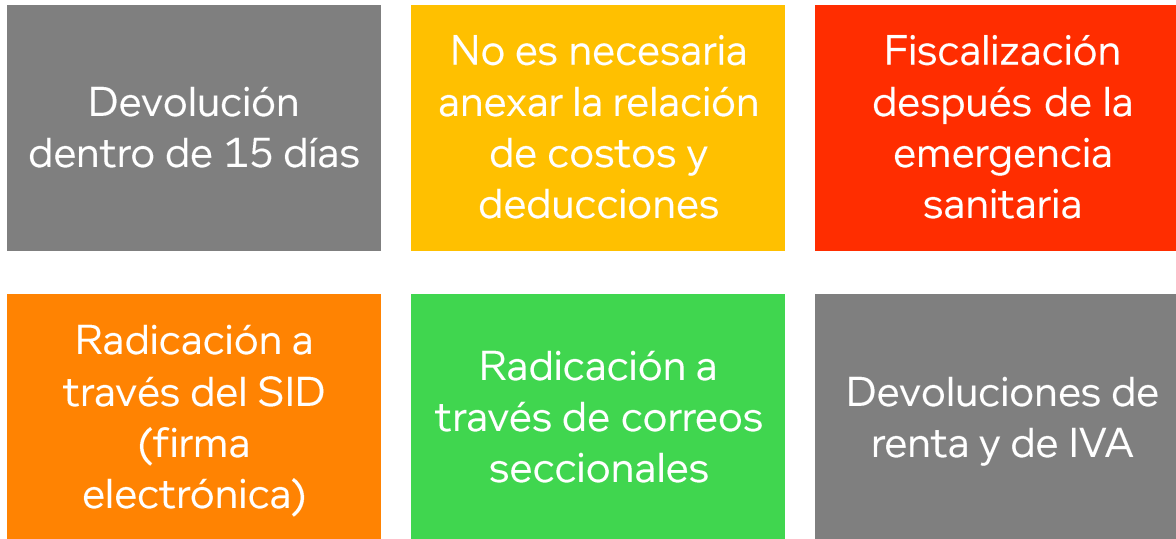 Devolución
dentro de 15 días
No es necesaria
anexar la relación
de costos y
deducciones
Fiscalización
después de la
emergencia
sanitaria
Radicación a
través del SID
(firma
electrónica)
Radicación a
través de correos
seccionales
Devoluciones de
renta y de IVA